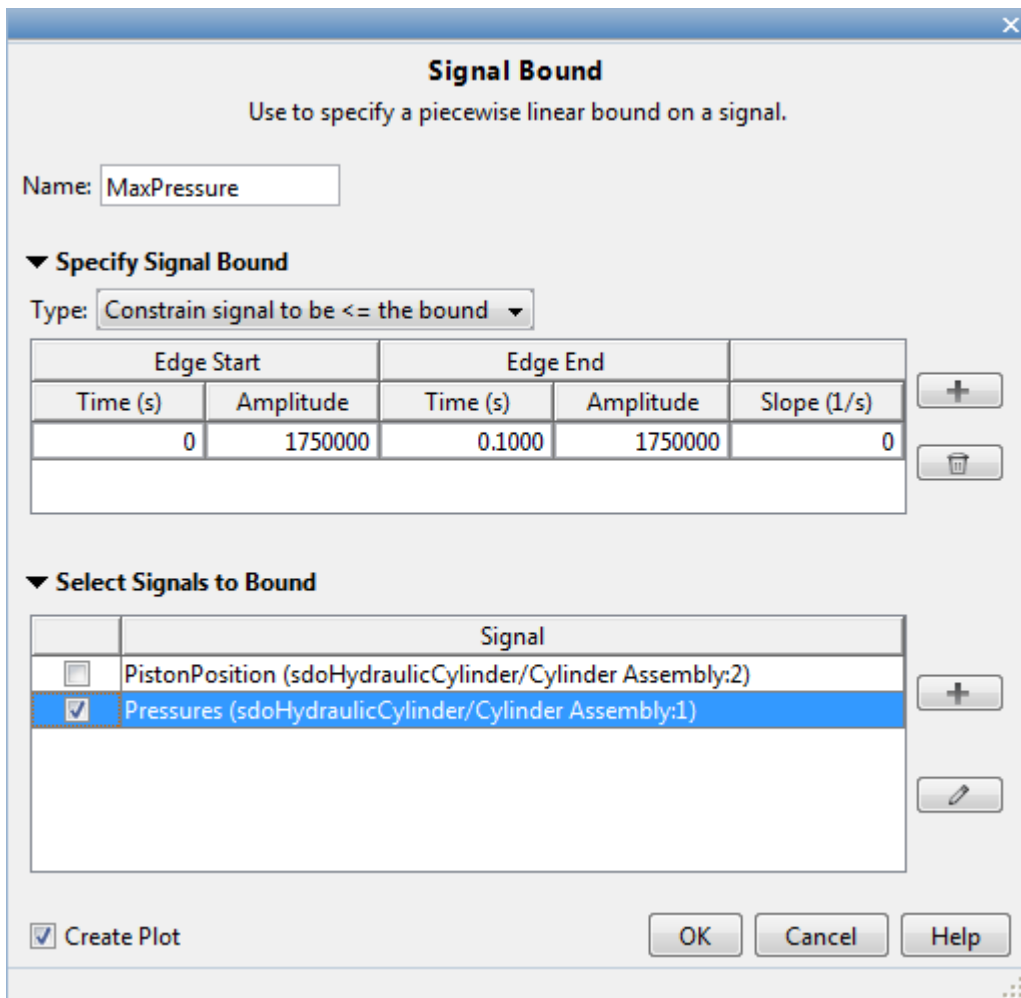 Signal Bound
Use to specify a piecewise linear bound on a signal.
Name: MaxPressure
Specify Signal Bound
Type: Constrain signal to be <= the bound
Edge Start Edge End
Time (s) Amplitude Time (s) Amplitude Slope (1/s)
0 1750000 0.1000 1750000 0
Select Signals to Bound
Signal
PistonPosition (sdoHydraulicCylinder/Cylinder Assembly:2)
Pressures (sdoHydraulicCylinder/Cylinder Assembly:1)
Create Plot OK Cancel Help